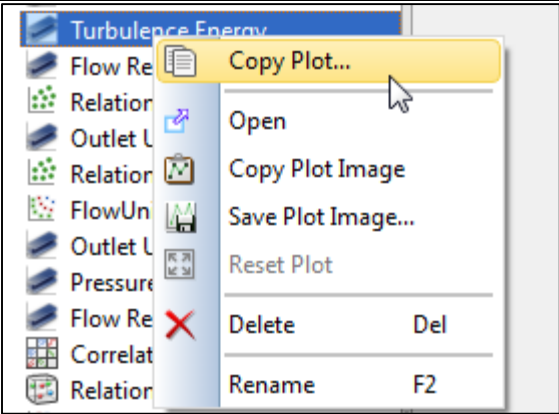 Turbulence Energy
Flow Re
Copy Plot...
Relation
Open
Outlet U
Relation
Copy Plot Image
FlowUni
Save Plot Image...
Outlet U
Reset Plot
Pressure
Flow Re
Delete Del
Correlat
Relation
Rename F2